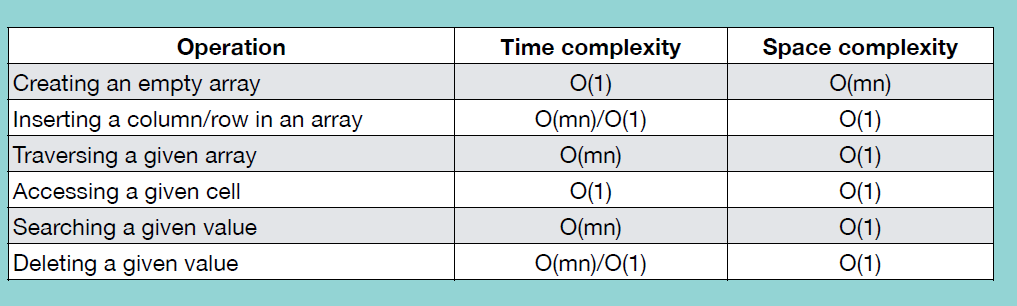 Operation Time complexity Space complexity
Creating an empty array O(1) O(mn)
Inserting a column/row in an array O(mn)/O(1) O(1)
Traversing a given array O(mn) O(1)
Accessing a given cell O(1) O(1)
Searching a given value O(mn) O(1)
Deleting a given value O(mn)/O(1) O(1)